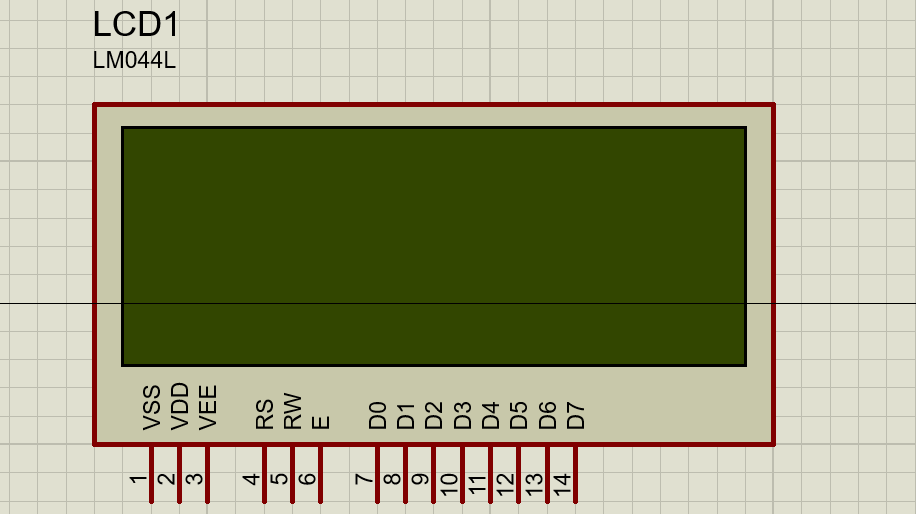 LCD1
LM044L
VSS VDD VEE RS RW E D0 D1 D2 D3 D4 D5 D6 D7
1 2 3 4 5 6 7 8 9 10 11 12 13 14